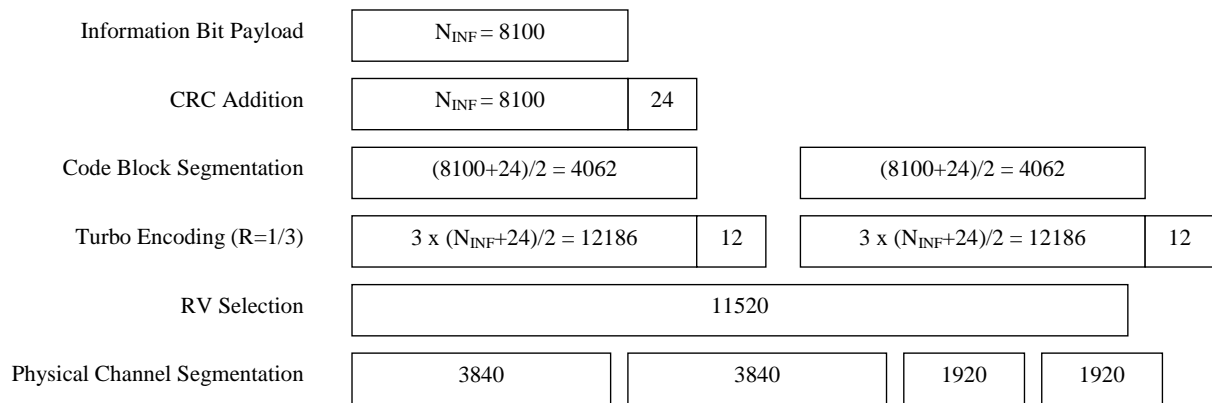 Information Bit Payload N_INF = 8100
CRC Addition N_INF = 8100 24
Code Block Segmentation (8100+24)/2 = 4062 (8100+24)/2 = 4062
Turbo Encoding (R=1/3) 3 x (N_INF+24)/2 = 12186 12 3 x (N_INF+24)/2 = 12186 12
RV Selection 11520
Physical Channel Segmentation 3840 3840 1920 1920